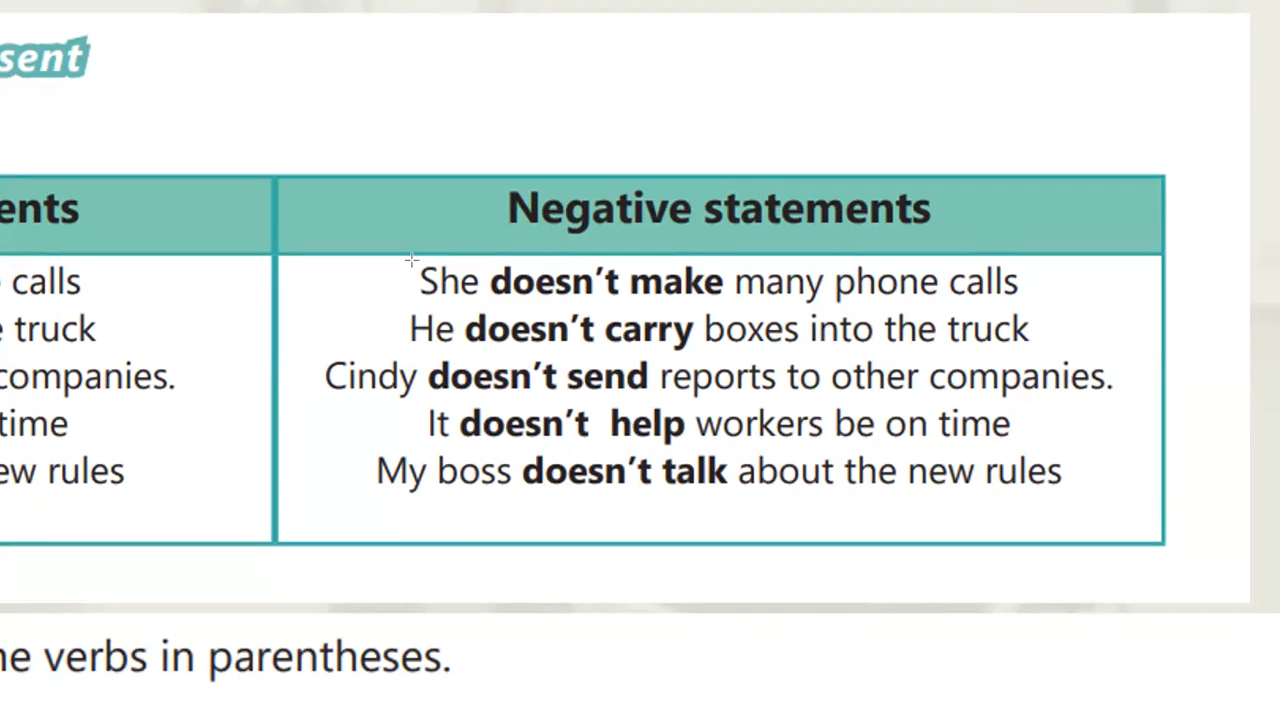 sent
ents
Negative statements
calls
She doesn't make many phone calls
truck
He doesn't carry boxes into the truck
companies.
Cindy doesn't send reports to other companies.
time
It doesn't  help workers be on time
ew rules
My boss doesn't talk about the new rules
he verbs in parentheses.